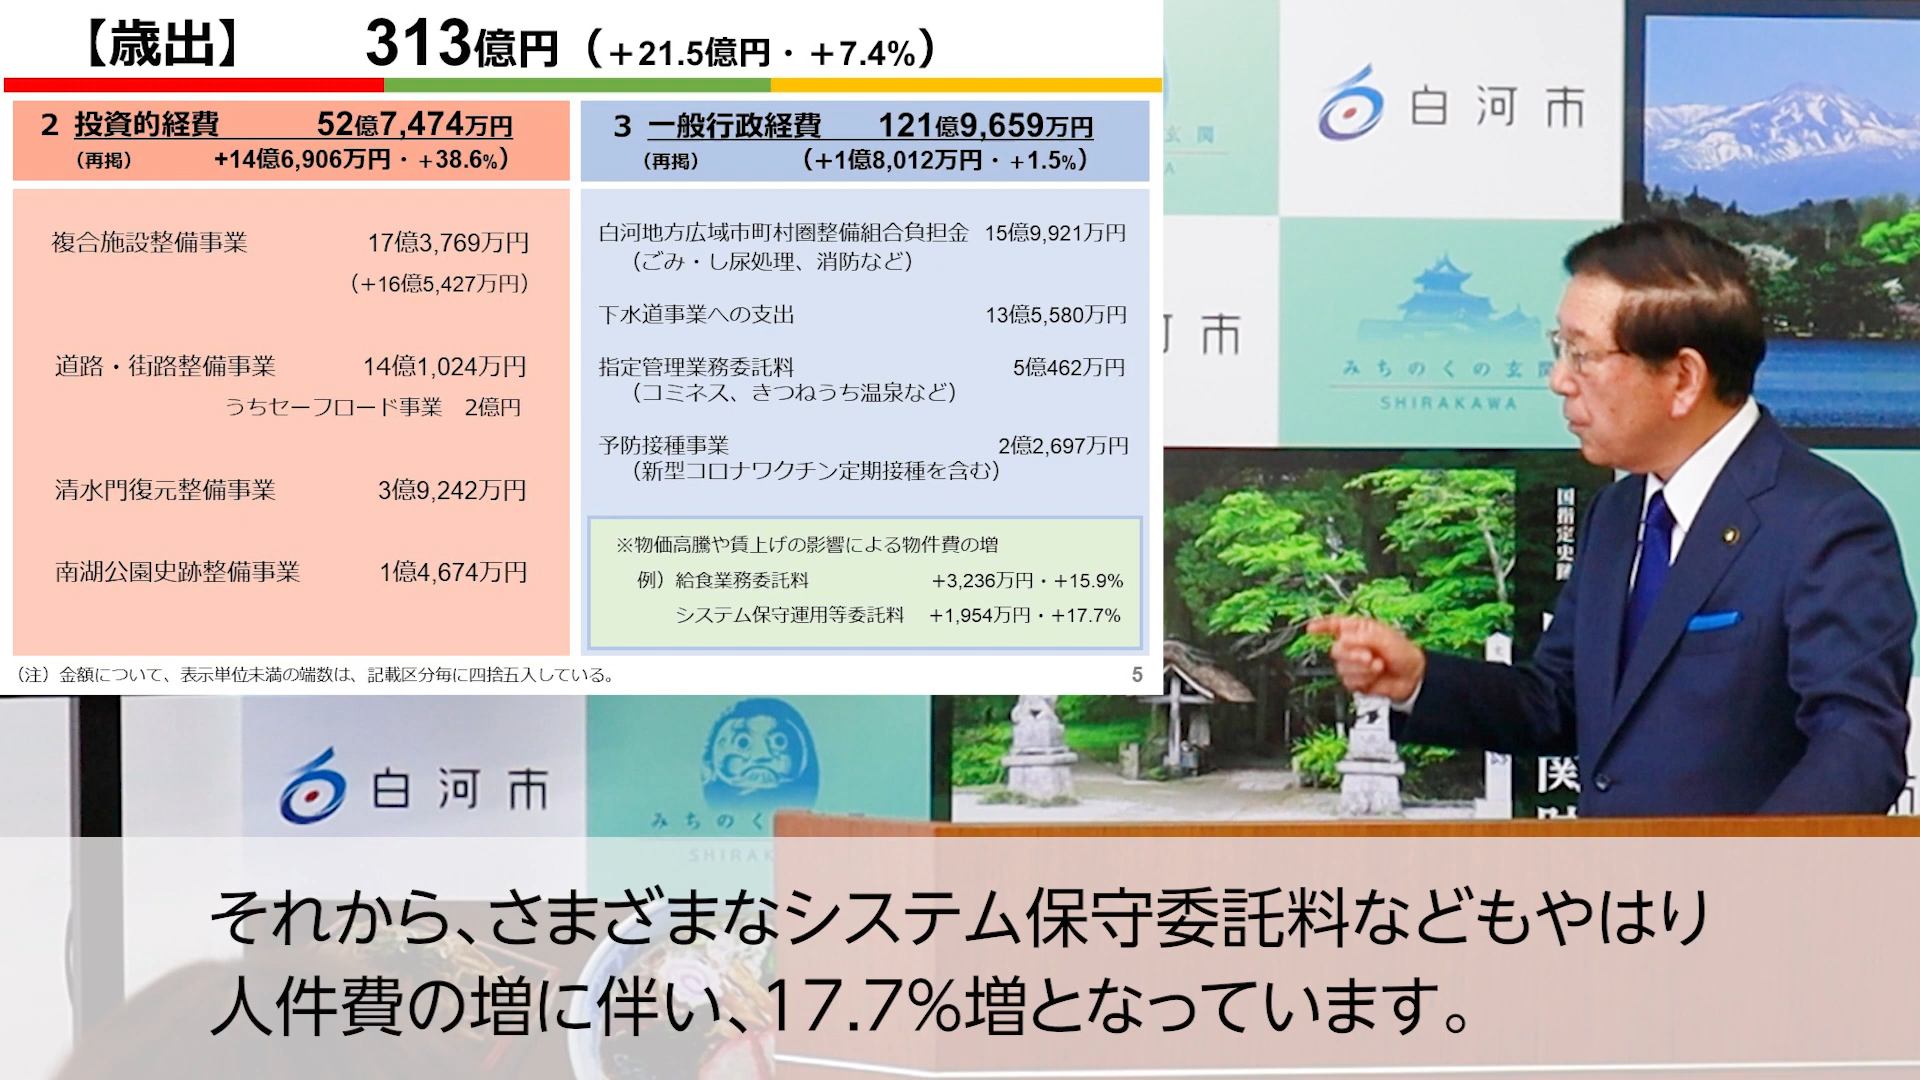 【歳出】 313億円（＋21.5億円・＋7.4%）
2 投資的経費 52億7,474万円
（再掲） +14億6,906万円・＋38.6%）
複合施設整備事業 17億3,769万円
（+16億5,427万円）
道路・街路整備事業 14億1,024万円
うちセーフロード事業 2億円
清水門復元整備事業 3億9,242万円
南湖公園史跡整備事業 1億4,674万円
3 一般行政経費 121億9,659万円
（再掲） （+1億8,012万円・＋1.5%）
白河地方広域市町村圏整備組合負担金 15億9,921万円
（ごみ・し尿処理、消防など）
下水道事業への支出 13億5,580万円
指定管理業務委託料 5億462万円
（コミネス、きつねうち温泉など）
予防接種事業 2億2,697万円
（新型コロナワクチン定期接種を含む）
※物価高騰や賃上げの影響による物件費の増
例）給食業務委託料 +3,236万円・+15.9%
システム保守運用等委託料 +1,954万円・+17.7%
（注）金額について、表示単位未満の端数は、記載区分毎に四捨五入している。
5
玄関
白河市
河市
みちのくの玄関
SHIRAKAWA
国指定史跡
関
白河市
みちのく
SHIRAK
それから、さまざまなシステム保守委託料などもやはり
人件費の増に伴い、17.7%増となっています。